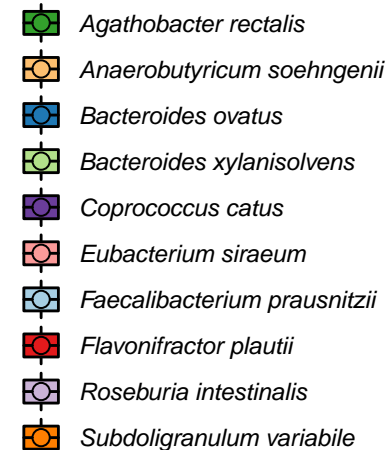 Agathobacter rectalis
Anaerobutyricum soehngenii
Bacteroides ovatus
Bacteroides xylanisolvens
Coprococcus catus
Eubacterium siraeum
Faecalibacterium prausnitzii
Flavonifractor plautii
Roseburia intestinalis
Subdoligranulum variabile